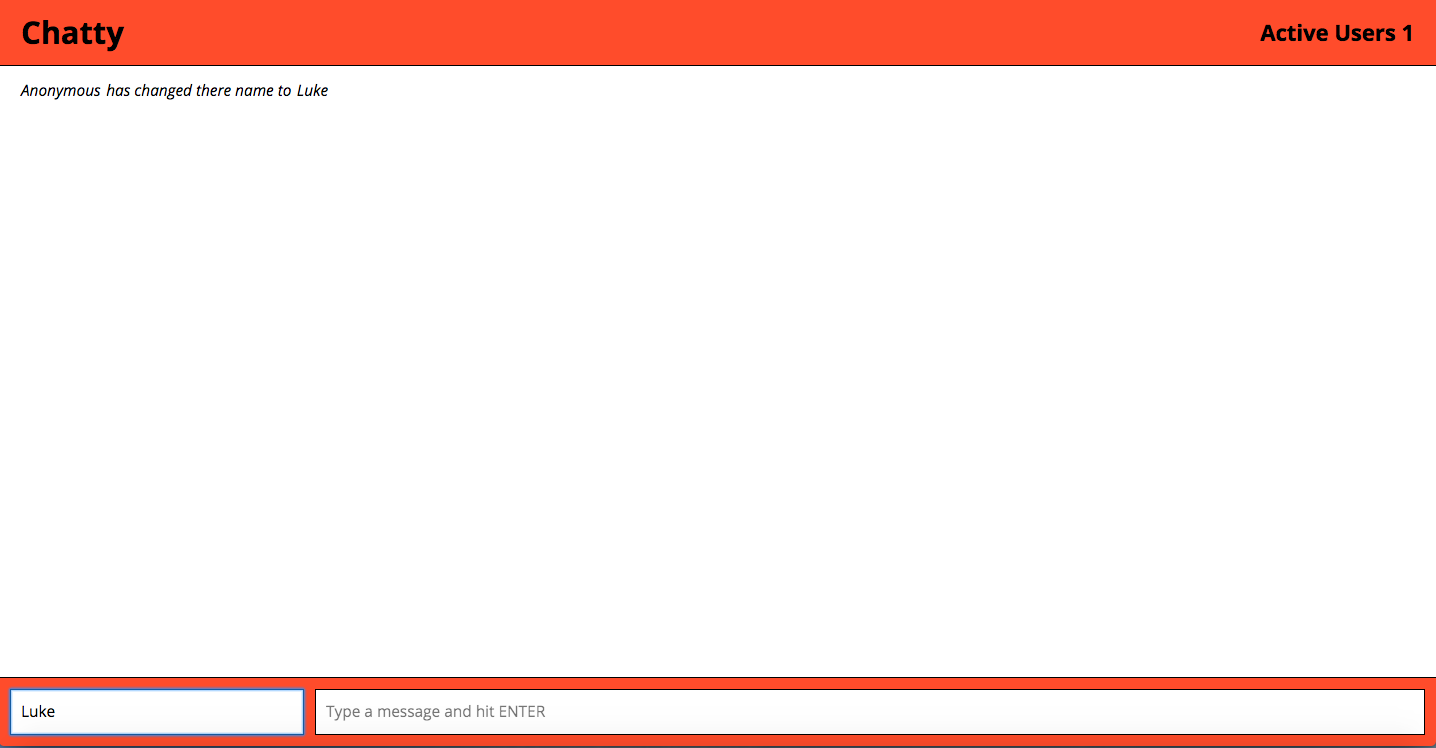 Chatty
Active Users 1
Anonymous has changed there name to Luke
Luke
Type a message and hit ENTER